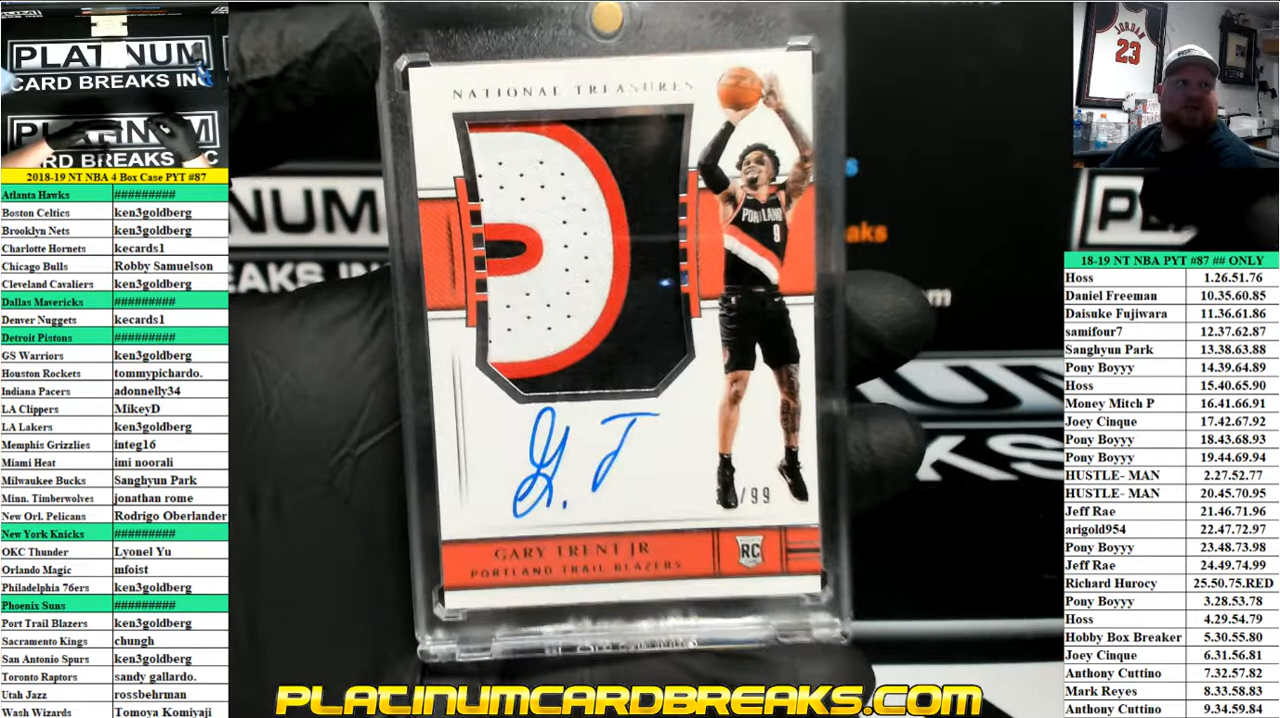 PLATINUM
CARD BREAKS INC
PLATINUM
CARD BREAKS INC
2018-19 NT NBA 4 Box Case PYT #87
Atlanta Hawks #########
Boston Celtics ken3goldberg
Brooklyn Nets ken3goldberg
Charlotte Hornets kecards1
Chicago Bulls Robby Samuelson
Cleveland Cavaliers ken3goldberg
Dallas Mavericks #########
Denver Nuggets kecards1
Detroit Pistons #########
GS Warriors ken3goldberg
Houston Rockets tommypichardo.
Indiana Pacers adonnelly34
LA Clippers MikeyD
LA Lakers ken3goldberg
Memphis Grizzlies integ16
Miami Heat imi noorali
Milwaukee Bucks Sanghyun Park
Minn. Timberwolves jonathan rome
New Orl. Pelicans Rodrigo Oberlander
New York Knicks #########
OKC Thunder Lyonel Yu
Orlando Magic mfoist
Philadelphia 76ers ken3goldberg
Phoenix Suns #########
Port Trail Blazers ken3goldberg
Sacramento Kings chungh
San Antonio Spurs ken3goldberg
Toronto Raptors sandy gallardo.
Utah Jazz rossbehrman
Wash Wizards Tomoya Komiyaji
NATIONAL TREASURES
PORTLAND
9
G. T
/99
GARY TRENT JR
PORTLAND TRAIL BLAZERS
RC
NUM
BREAKS IN
aks
m
KS
PLATINUMCARDBREAKS.COM
JORDAN
23
PL
18-19 NT NBA PYT #87 ## ONLY
Hoss 1.26.51.76
Daniel Freeman 10.35.60.85
Daisuke Fujiwara 11.36.61.86
samifour7 12.37.62.87
Sanghyun Park 13.38.63.88
Pony Boyyy 14.39.64.89
Hoss 15.40.65.90
Money Mitch P 16.41.66.91
Joey Cinque 17.42.67.92
Pony Boyyy 18.43.68.93
Pony Boyyy 19.44.69.94
HUSTLE- MAN 2.27.52.77
HUSTLE- MAN 20.45.70.95
Jeff Rae 21.46.71.96
arigold954 22.47.72.97
Pony Boyyy 23.48.73.98
Jeff Rae 24.49.74.99
Richard Hurocy 25.50.75.RED
Pony Boyyy 3.28.53.78
Hoss 4.29.54.79
Hobby Box Breaker 5.30.55.80
Joey Cinque 6.31.56.81
Anthony Cuttino 7.32.57.82
Mark Reyes 8.33.58.83
Anthony Cuttino 9.34.59.84